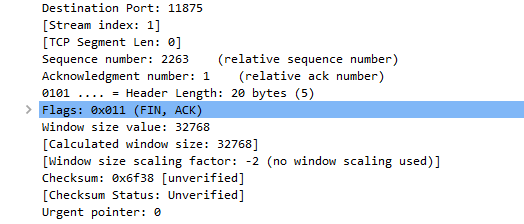 Destination Port: 11875
[Stream index: 1]
[TCP Segment Len: 0]
Sequence number: 2263    (relative sequence number)
Acknowledgment number: 1    (relative ack number)
0101 .... = Header Length: 20 bytes (5)
Flags: 0x011 (FIN, ACK)
Window size value: 32768
[Calculated window size: 32768]
[Window size scaling factor: -2 (no window scaling used)]
Checksum: 0x6f38 [unverified]
[Checksum Status: Unverified]
Urgent pointer: 0